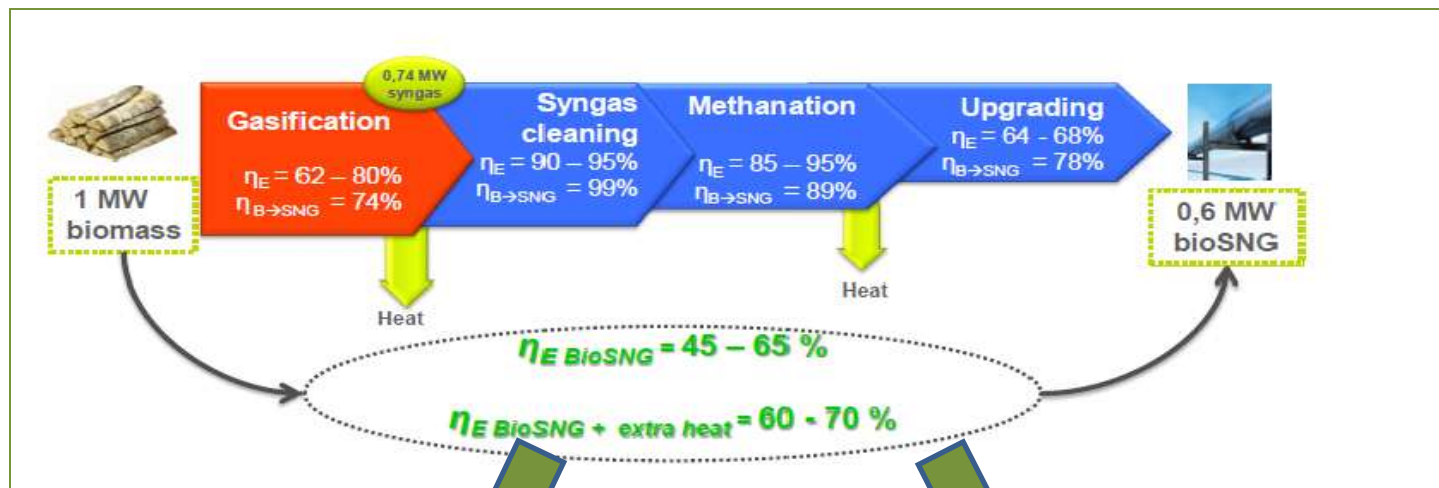 0,74 MW
syngas
Gasification
ηE = 62 – 80%
ηB→SNG = 74%
Syngas
cleaning
ηE = 90 – 95%
ηB→SNG = 99%
Methanation
ηE = 85 – 95%
ηB→SNG = 89%
Upgrading
ηE = 64 - 68%
ηB→SNG = 78%
1 MW
biomass
0,6 MW
bioSNG
Heat
Heat
ηE BioSNG = 45 – 65 %
ηE BioSNG + extra heat = 60 - 70 %